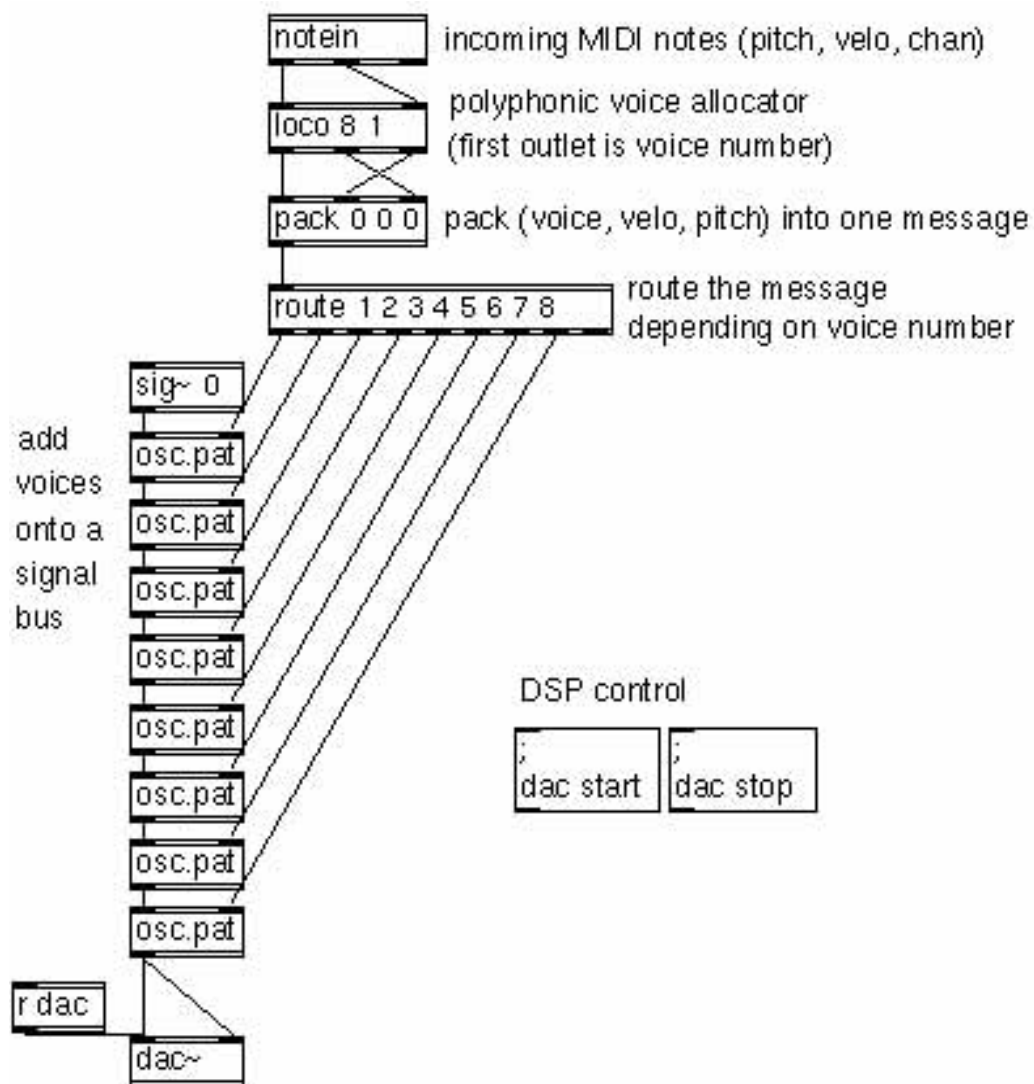 notein
incoming MIDI notes (pitch, velo, chan)
loco 8 1
polyphonic voice allocator
(first outlet is voice number)
pack 0 0 0
pack (voice, velo, pitch) into one message
route 1 2 3 4 5 6 7 8
route the message
depending on voice number
sig~ 0
add
voices
onto a
signal
bus
osc.pat
osc.pat
osc.pat
osc.pat
osc.pat
osc.pat
osc.pat
osc.pat
DSP control
;
dac start
;
dac stop
r dac
dac~